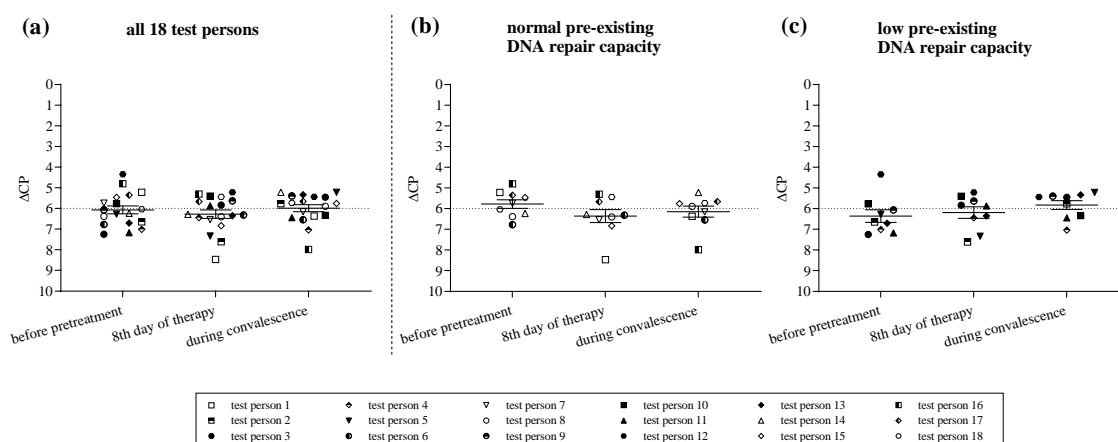 (a) all 18 test persons
(b) normal pre-existing
DNA repair capacity
(c) low pre-existing
DNA repair capacity
ΔCP
0
1
2
3
4
5
6
7
8
9
10
before pretreatment
8th day of therapy
during convalescence
ΔCP
0
1
2
3
4
5
6
7
8
9
10
before pretreatment
8th day of therapy
during convalescence
ΔCP
0
1
2
3
4
5
6
7
8
9
10
before pretreatment
8th day of therapy
during convalescence
test person 1 test person 4 test person 7 test person 10 test person 13 test person 16
test person 2 test person 5 test person 8 test person 11 test person 14 test person 17
test person 3 test person 6 test person 9 test person 12 test person 15 test person 18